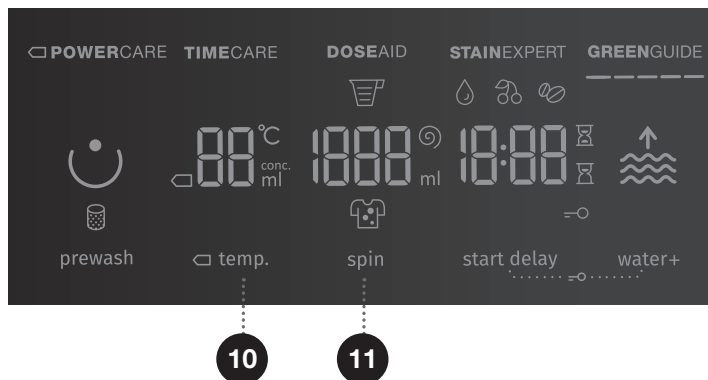 POWERCARE TIMECARE DOSEAID STAINEXPERT GREENGUIDE
88 °C conc. ml 1888 ml 18:88
prewash temp. spin start delay water+
10 11